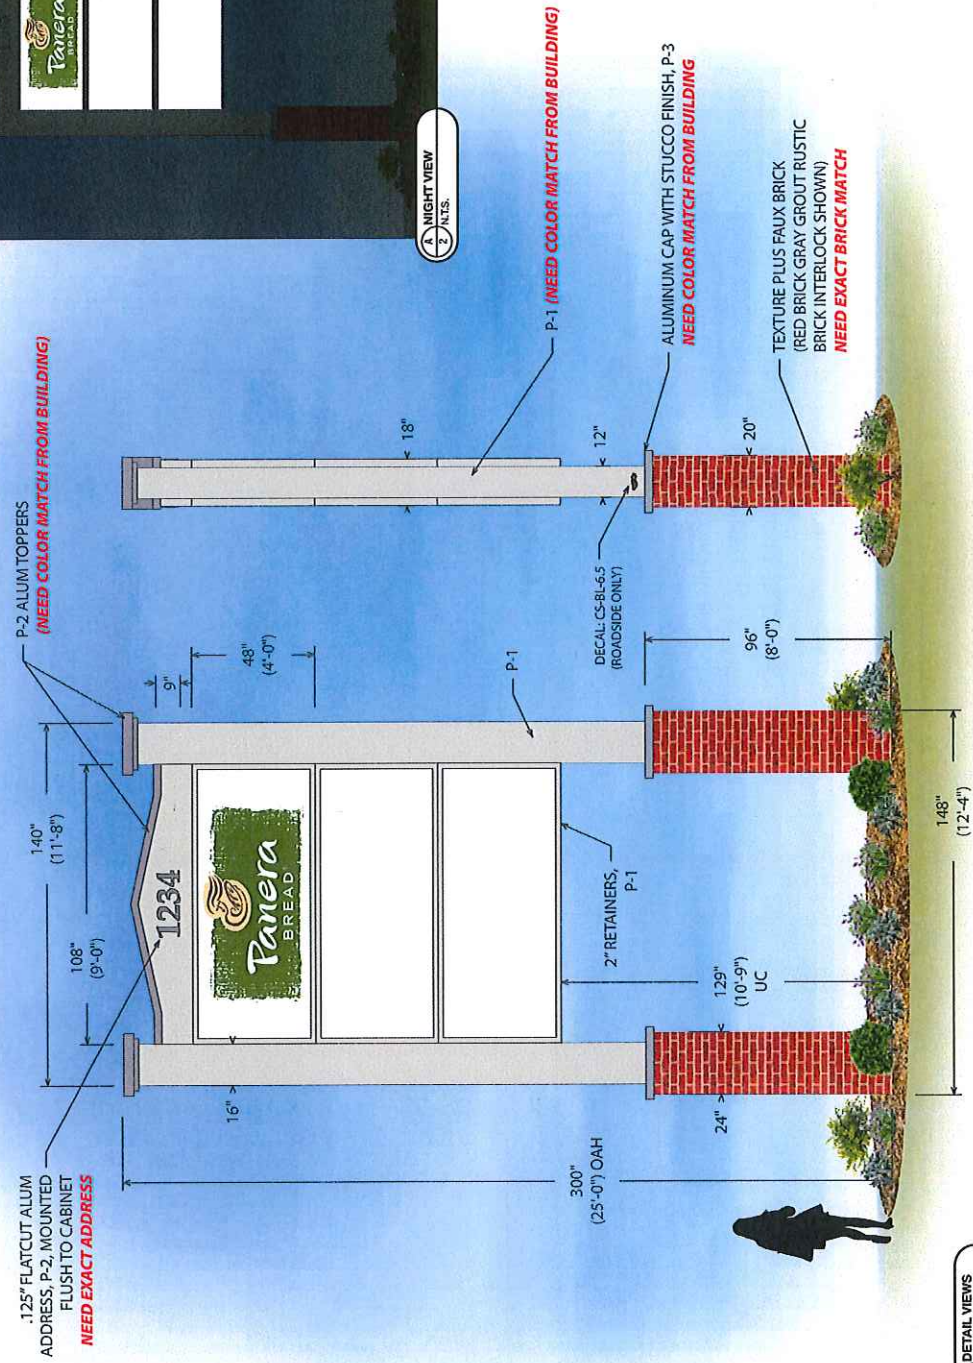 .125" FLATCUT ALUM
ADDRESS, P-2, MOUNTED
FLUSH TO CABINET
NEED EXACT ADDRESS
140"
(11'-8")
108"
(9'-0")
P-2 ALUM TOPPERS
(NEED COLOR MATCH FROM BUILDING)
9"
48"
(4'-0")
16"
1234
Panera
BREAD
300"
(25'-0") OAH
2" RETAINERS,
P-1
P-1
129"
(10'-9")
UC
24"
96"
(8'-0")
148"
(12'-4")
18"
12"
20"
DECAL: CS-BL-6.5
(ROADSIDE ONLY)
P-1 (NEED COLOR MATCH FROM BUILDING)
ALUMINUM CAP WITH STUCCO FINISH, P-3
NEED COLOR MATCH FROM BUILDING
TEXTURE PLUS FAUX BRICK
(RED BRICK GRAY GROUT RUSTIC
BRICK INTERLOCK SHOWN)
NEED EXACT BRICK MATCH
Panera
BREAD
A NIGHT VIEW
2 N.T.S.
DETAIL VIEWS